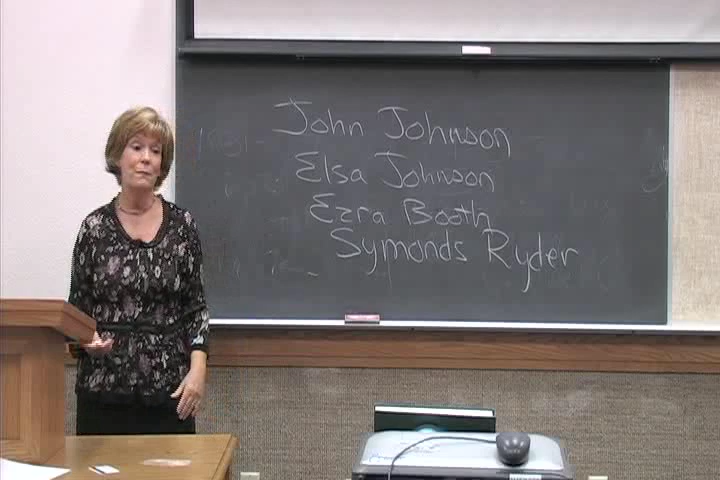 John Johnson
Elsa Johnson
Ezra Booth
Symonds Ryder